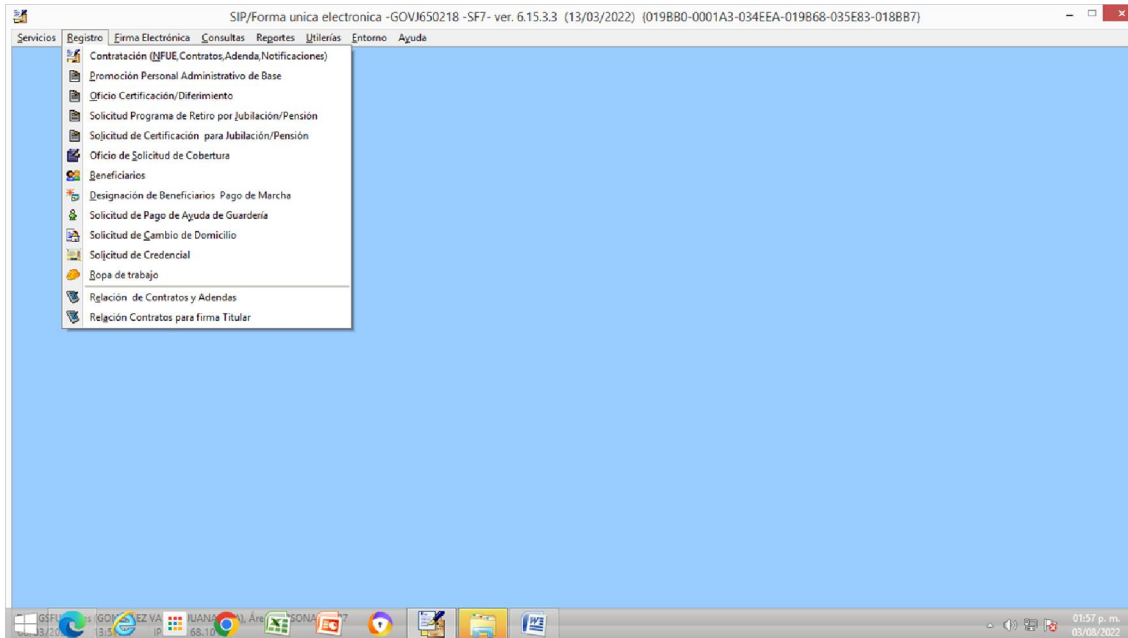 SIP/Forma unica electronica -GOVJ650218 -SF7- ver. 6.15.3.3 (13/03/2022) {019BB0-0001A3-034EEA-019B68-035E83-018BB7}
Servicios Registro Firma Electrónica Consultas Reportes Utilerías Entorno Ayuda
Contratación (NFUE,Contratos,Adenda,Notificaciones)
Promoción Personal Administrativo de Base
Oficio Certificación/Diferimiento
Solicitud Programa de Retiro por Jubilación/Pensión
Solicitud de Certificación para Jubilación/Pensión
Oficio de Solicitud de Cobertura
Beneficiarios
Designación de Beneficiarios Pago de Marcha
Solicitud de Pago de Ayuda de Guardería
Solicitud de Cambio de Domicilio
Solicitud de Credencial
Ropa de trabajo
Relación de Contratos y Adendas
Relación Contratos para firma Titular
01:57 p. m.
03/08/2022